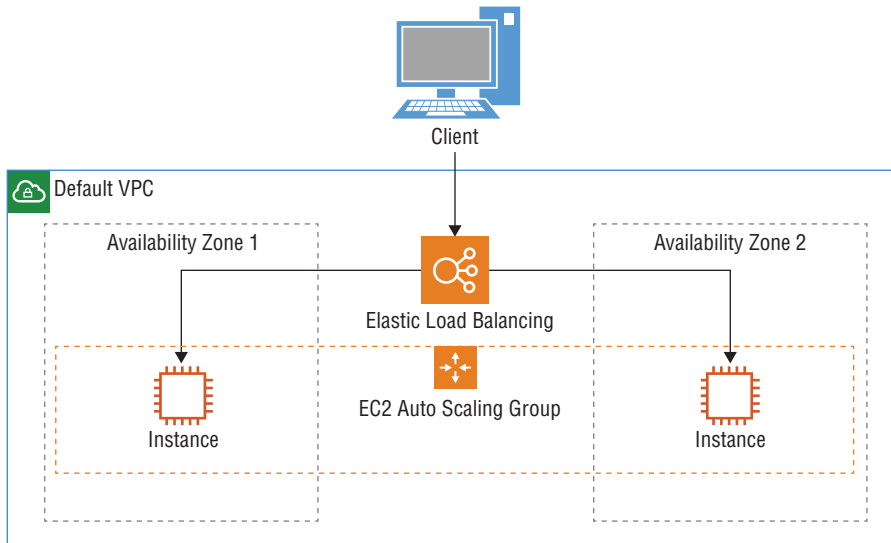 Client
Default VPC
Availability Zone 1
Availability Zone 2
Elastic Load Balancing
EC2 Auto Scaling Group
Instance
Instance